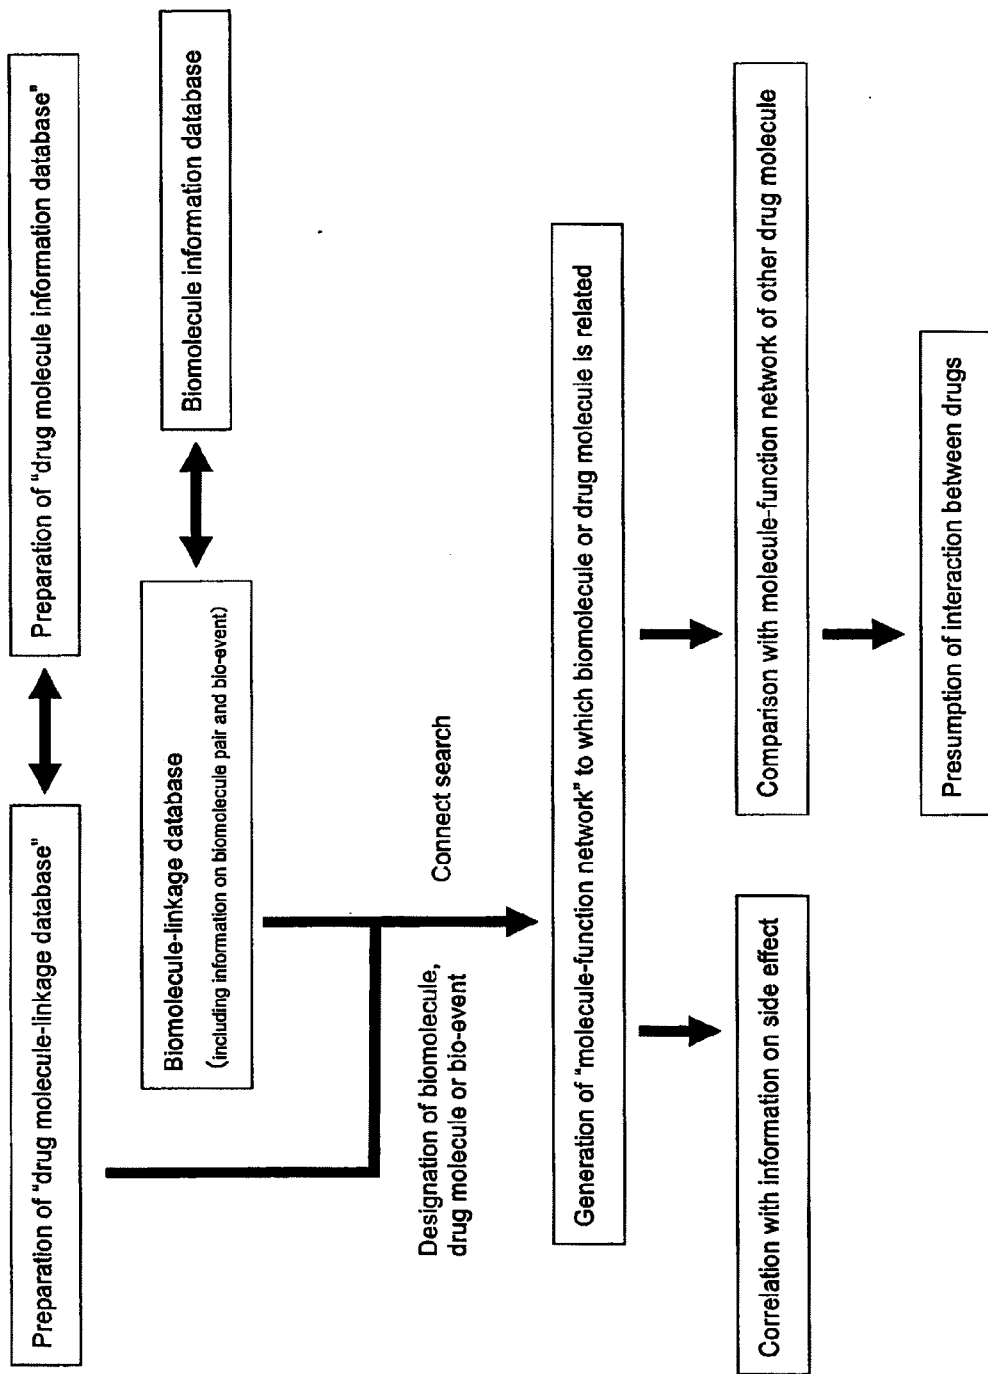 Preparation of “drug molecule-linkage database”
Preparation of “drug molecule information database”
Biomolecule-linkage database
(including information on biomolecule pair and bio-event)
Biomolecule information database
Designation of biomolecule,
drug molecule or bio-event
Connect search
Generation of “molecule-function network” to which biomolecule or drug molecule is related
Correlation with information on side effect
Comparison with molecule-function network of other drug molecule
Presumption of interaction between drugs